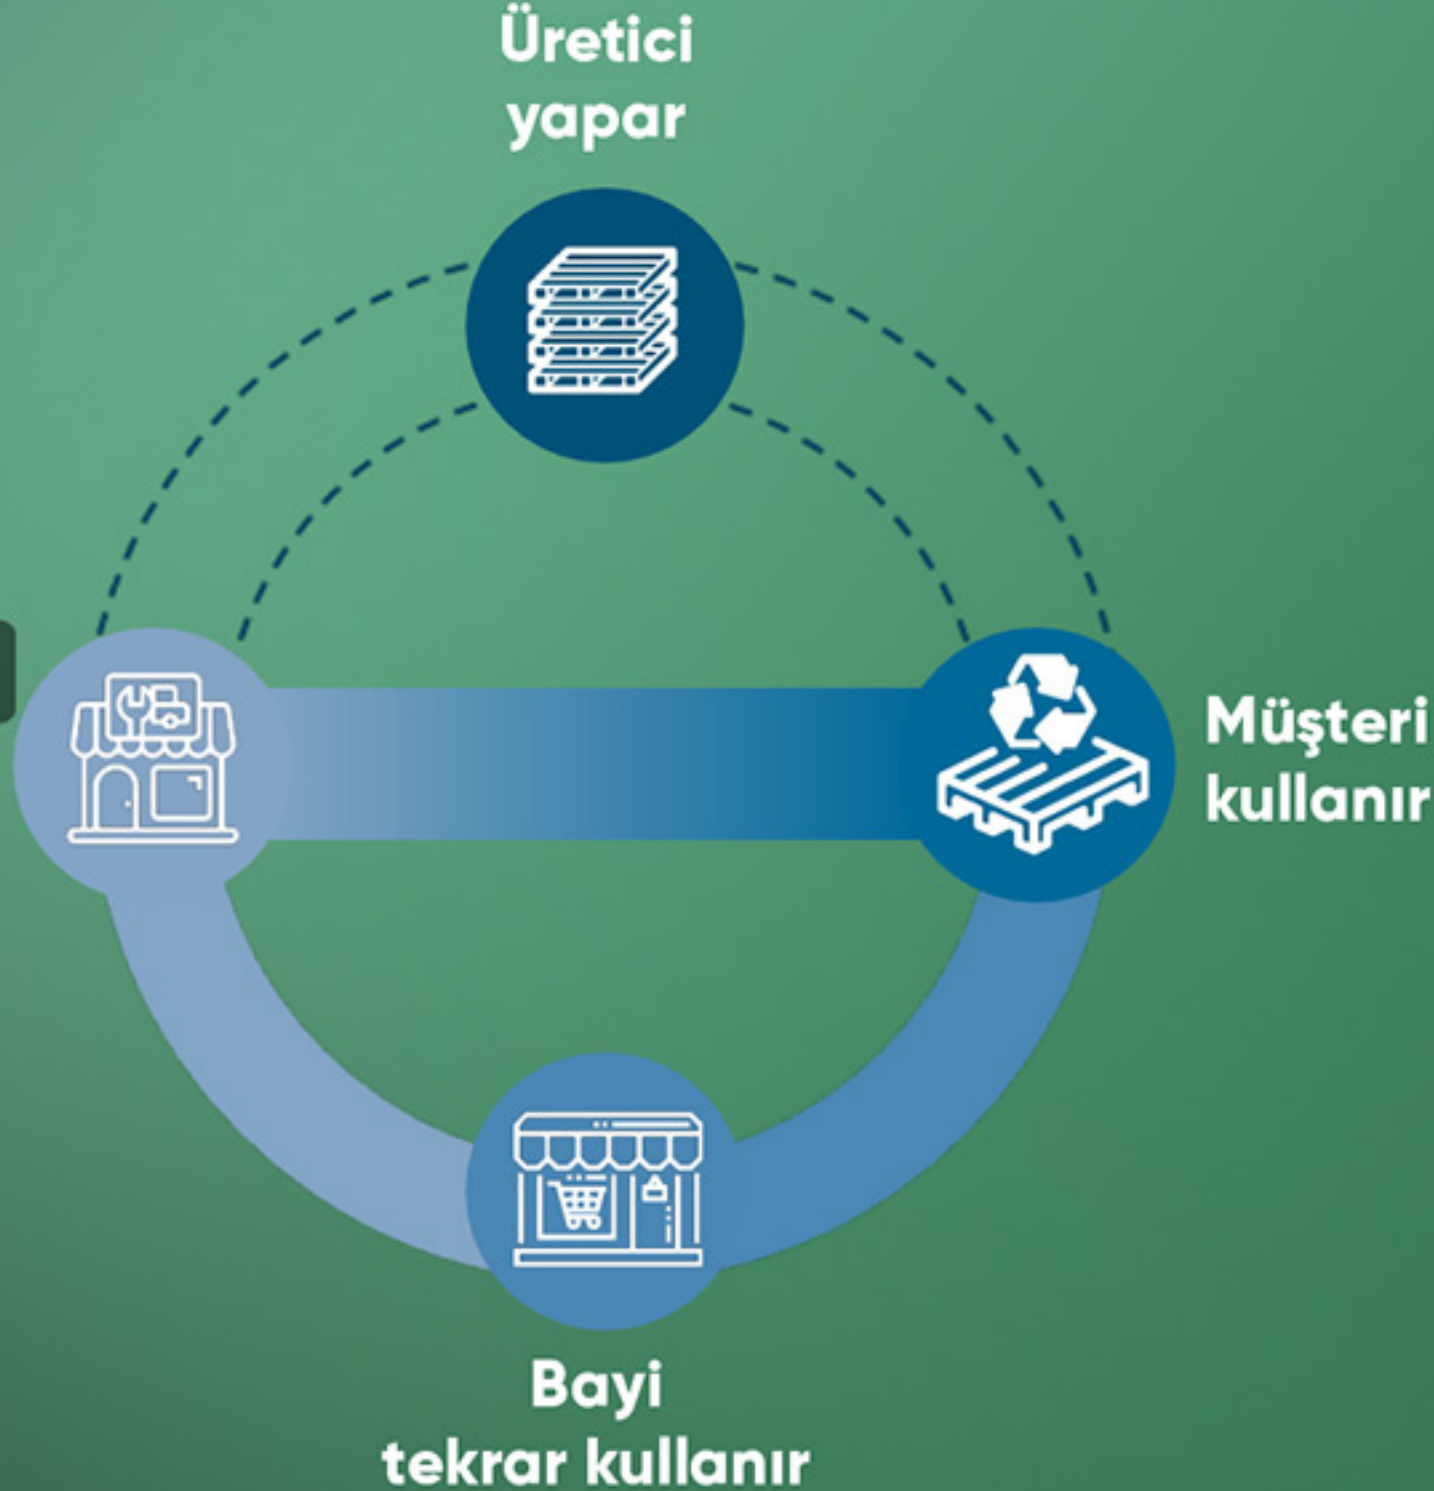 Üretici
yapar
Müşteri
kullanır
Bayi
tekrar kullanır